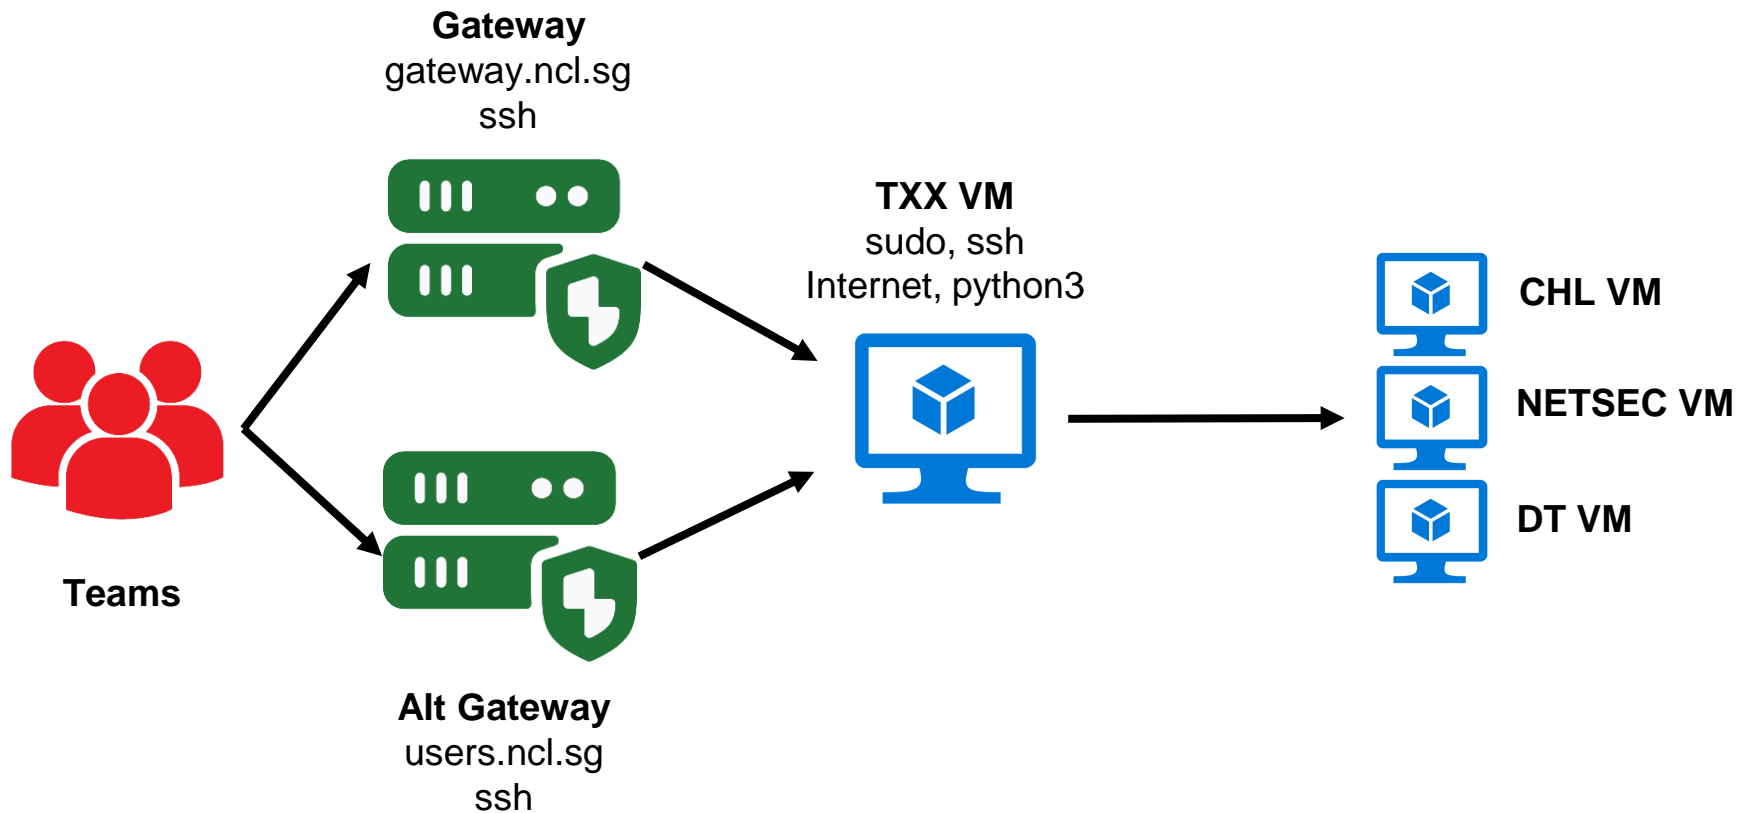 Gateway
gateway.ncl.sg
ssh
TXX VM
sudo, ssh
Internet, python3
CHL VM
NETSEC VM
DT VM
Teams
Alt Gateway
users.ncl.sg
ssh